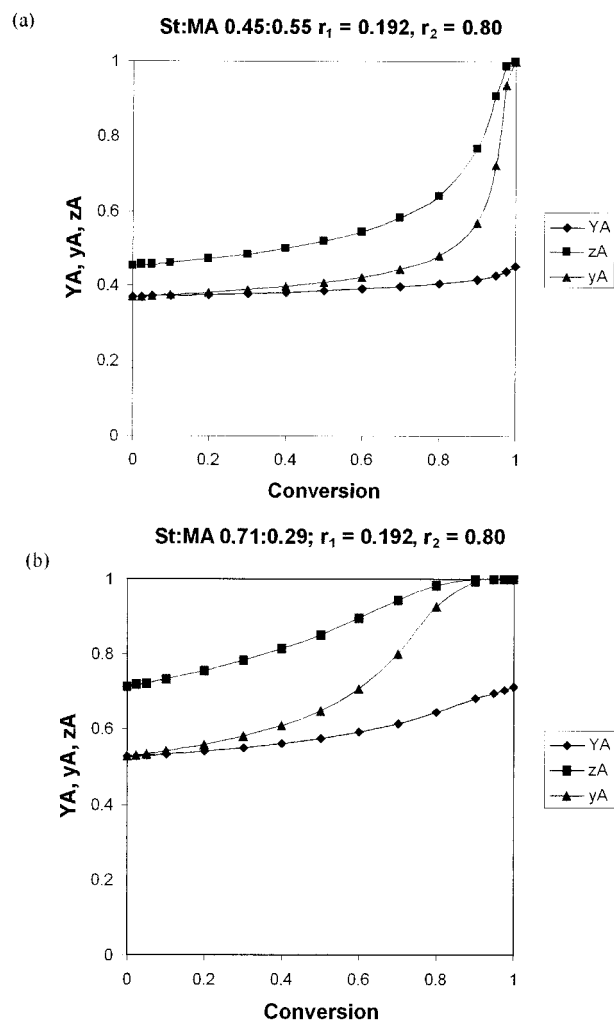 (a)
St:MA 0.45:0.55 r₁ = 0.192, r₂ = 0.80
1
0.8
0.6
0.4
0.2
0
YA, yA, zA
0
0.2
0.4
0.6
0.8
1
Conversion
YA
zA
yA
(b)
St:MA 0.71:0.29; r₁ = 0.192, r₂ = 0.80
1
0.8
0.6
0.4
0.2
0
YA, yA, zA
0
0.2
0.4
0.6
0.8
1
Conversion
YA
zA
yA